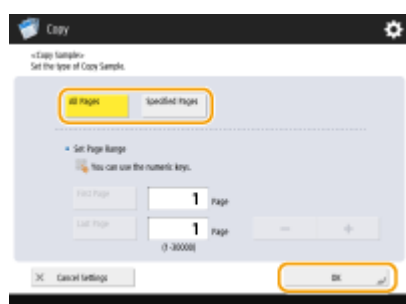 Copy
<Copy Sample>
Set the type of Copy Sample.
All Pages
Specified Pages
Set Page Range
You can use the numeric keys.
First Page
1 Page
Last Page
1 Page
- +
(1-30000)
× Cancel Settings
OK